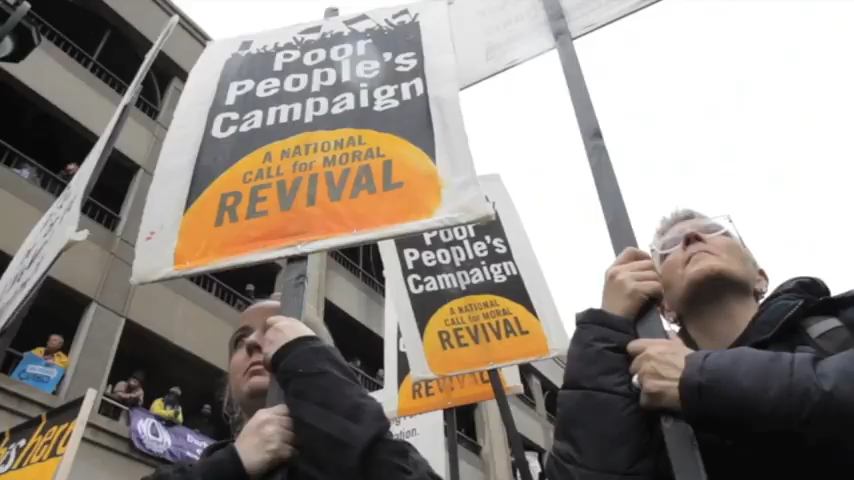 Poor
People's
Campaign
A NATIONAL
CALL for MORAL
REVIVAL
Poor
People's
Campaign
A NATIONAL
CALL for MORAL
REVIVAL
REVIVAL